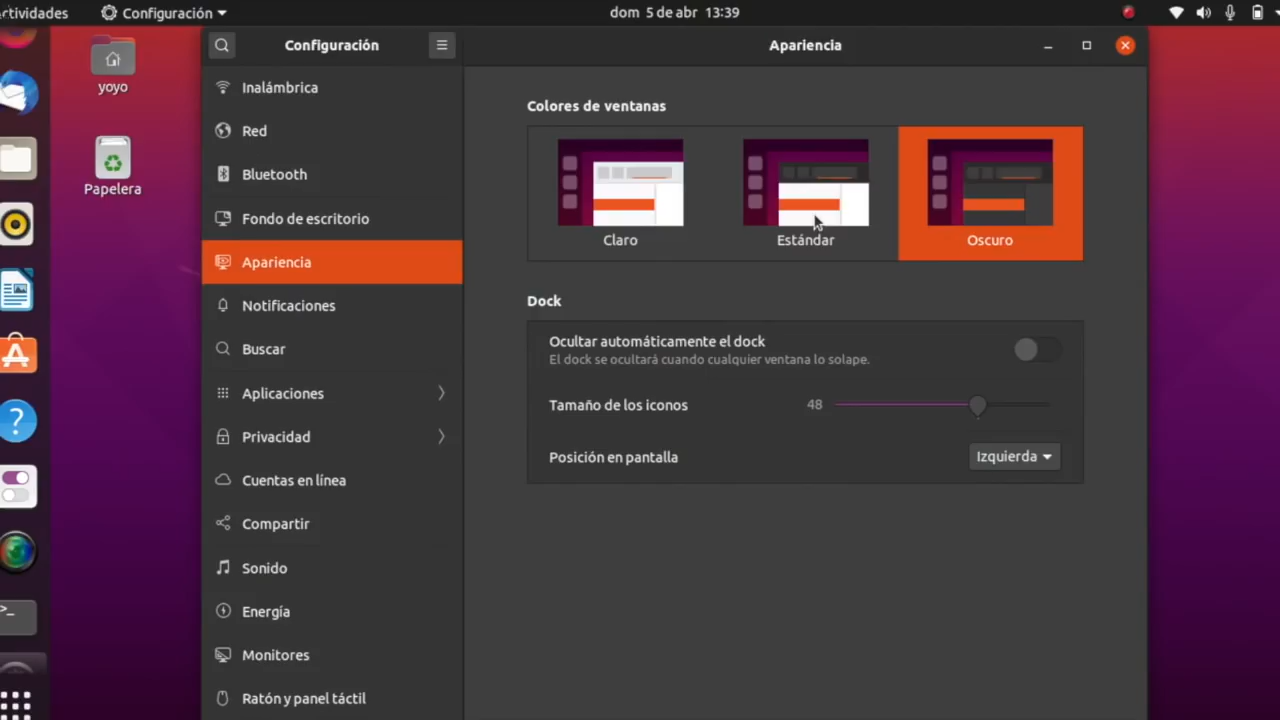 ctividades
Configuración
dom 5 de abr 13:39
yoyo
Papelera
Configuración
Inalámbrica
Red
Bluetooth
Fondo de escritorio
Apariencia
Notificaciones
Buscar
Aplicaciones
Privacidad
Cuentas en línea
Compartir
Sonido
Energía
Monitores
Ratón y panel táctil
Apariencia
Colores de ventanas
Claro
Estándar
Oscuro
Dock
Ocultar automáticamente el dock
El dock se ocultará cuando cualquier ventana lo solape.
Tamaño de los iconos 48
Posición en pantalla Izquierda